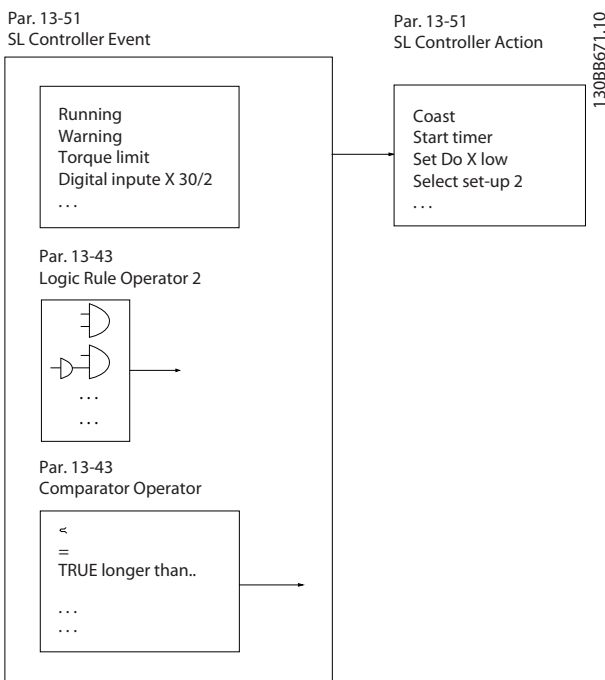 Par. 13-51
SL Controller Event
Running
Warning
Torque limit
Digital inpute X 30/2
. . .
Par. 13-43
Logic Rule Operator 2
. . .
. . .
Par. 13-43
Comparator Operator
<
=
TRUE longer than..
. . .
. . .
Par. 13-51
SL Controller Action
Coast
Start timer
Set Do X low
Select set-up 2
. . .
130BB671.10